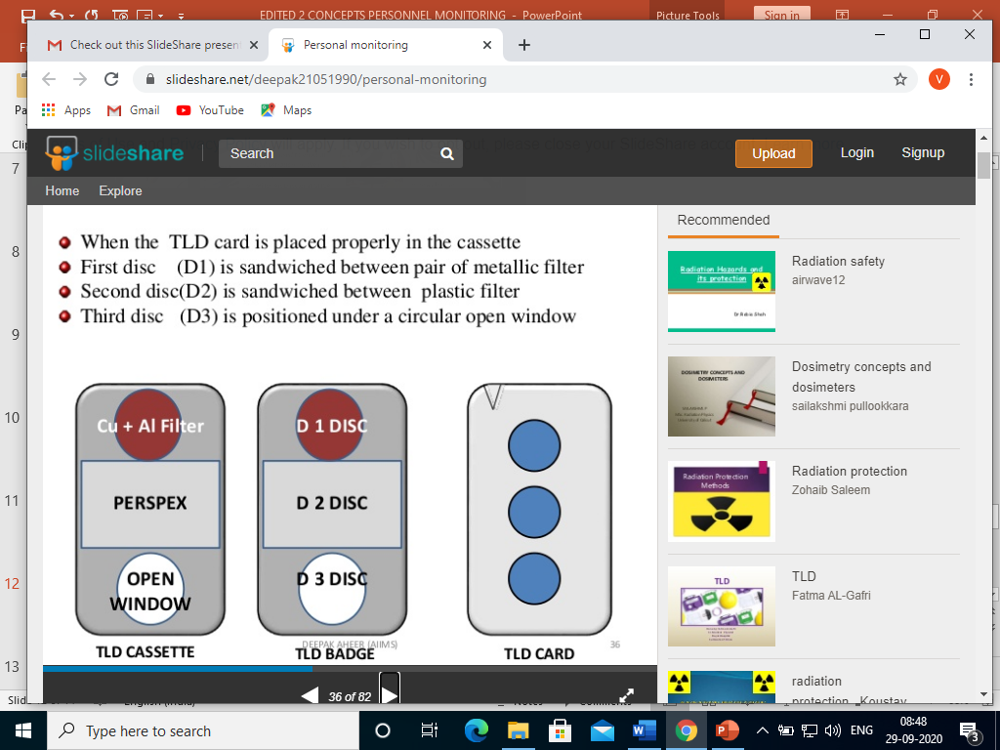 EDITED 2 CONCEPTS PERSONNEL MONITORING - PowerPoint
Picture Tools
Sign in
Check out this SlideShare presen
Personal monitoring
slideshare.net/deepak21051990/personal-monitoring
V
Apps
Gmail
YouTube
Maps
Pa
slideshare
Search
Upload
Login
Signup
Home
Explore
7
8
9
10
11
12
13
When the TLD card is placed properly in the cassette
First disc (D1) is sandwiched between pair of metallic filter
Second disc(D2) is sandwiched between plastic filter
Third disc (D3) is positioned under a circular open window
Cu + Al Filter
PERSPEX
OPEN
WINDOW
TLD CASSETTE
D 1 DISC
D 2 DISC
D 3 DISC
DEEPAK AHEER (AIIMS)
TLD BADGE
TLD CARD
36
36 of 82
Recommended
Radiation Hazards and
its protection
Radiation safety
airwave12
DOSIMETRY CONCEPTS AND
DOSIMETERS
Dosimetry concepts and
dosimeters
sailakshmi pullookkara
Radiation Protection
Methods
Radiation protection
Zohaib Saleem
TLD
TLD
Fatma AL-Gafri
radiation
protection _Koustav
Type here to search
ENG
08:48
29-09-2020
3